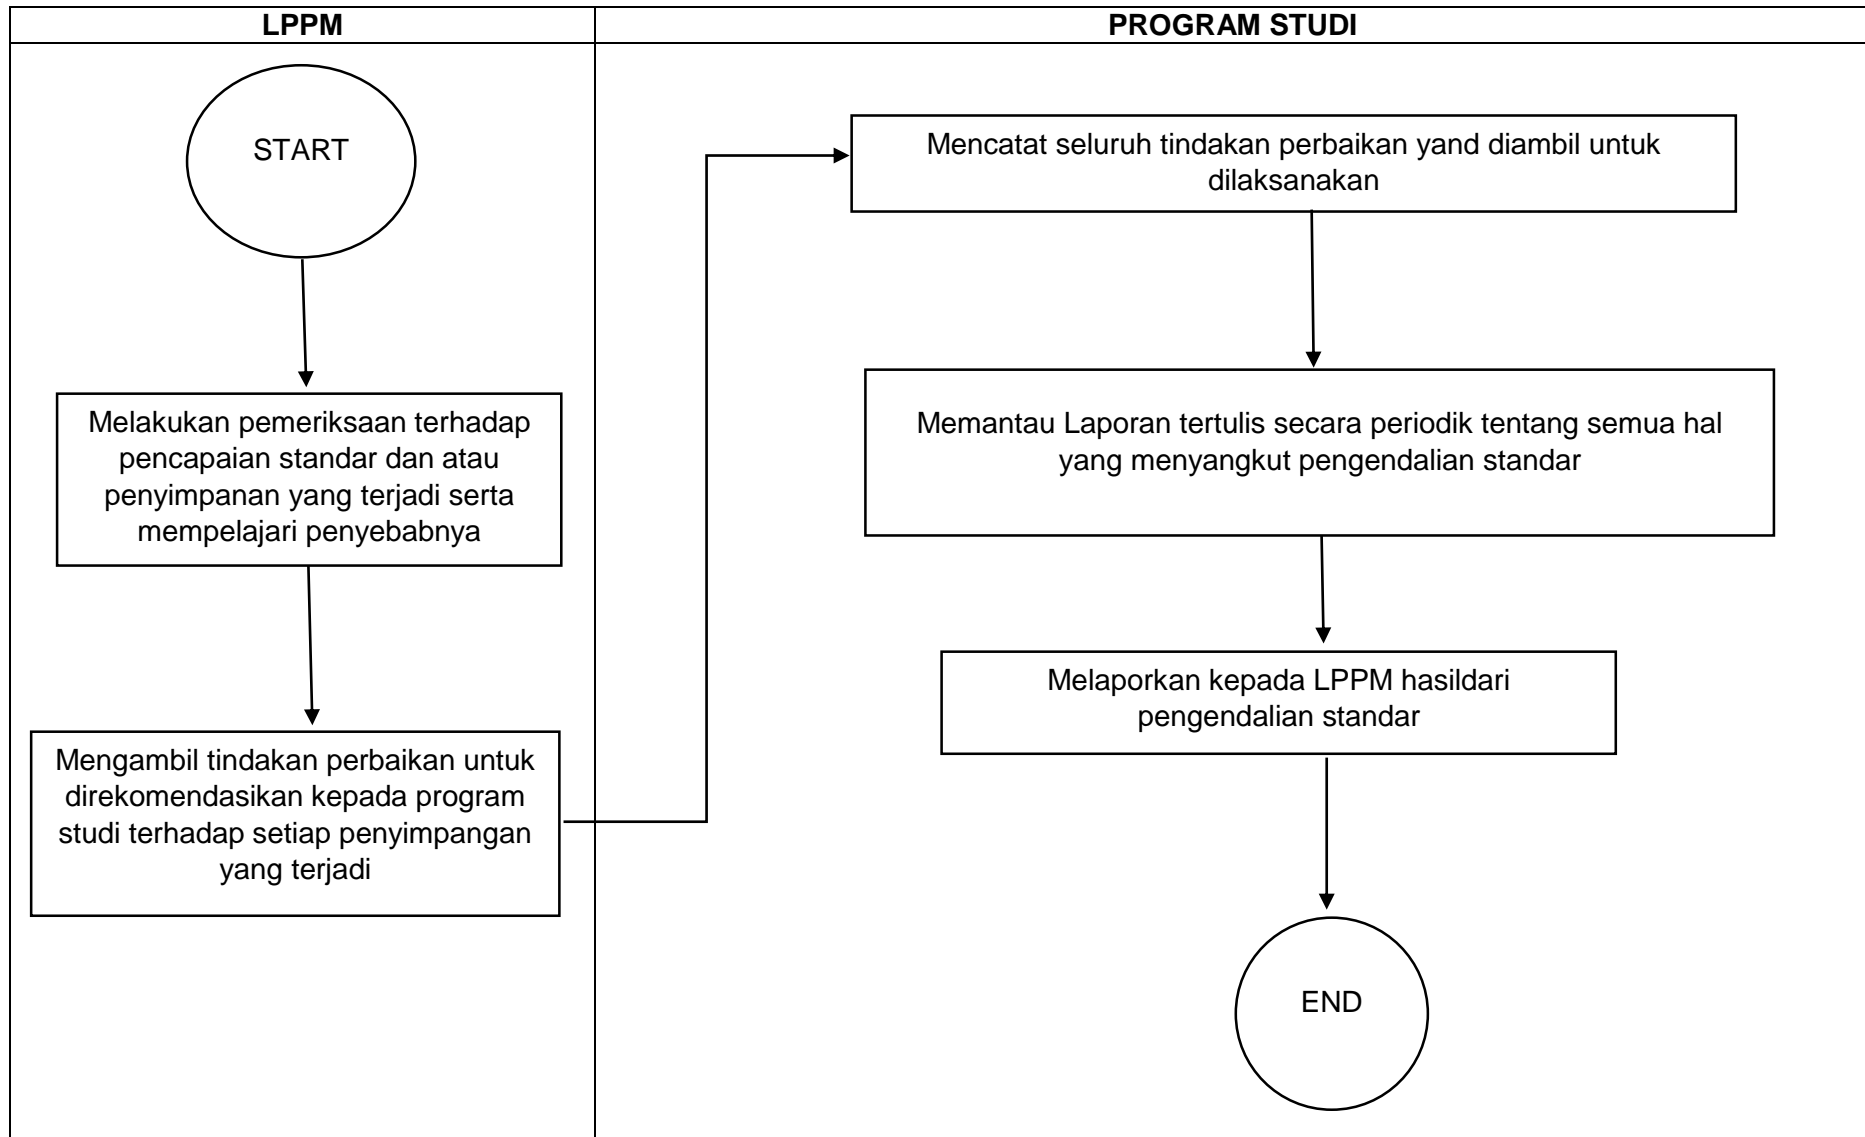 LPPM
PROGRAM STUDI
START
Melakukan pemeriksaan terhadap
pencapaian standar dan atau
penyimpanan yang terjadi serta
mempelajari penyebabnya
Mengambil tindakan perbaikan untuk
direkomendasikan kepada program
studi terhadap setiap penyimpangan
yang terjadi
Mencatat seluruh tindakan perbaikan yand diambil untuk
dilaksanakan
Memantau Laporan tertulis secara periodik tentang semua hal
yang menyangkut pengendalian standar
Melaporkan kepada LPPM hasildari
pengendalian standar
END